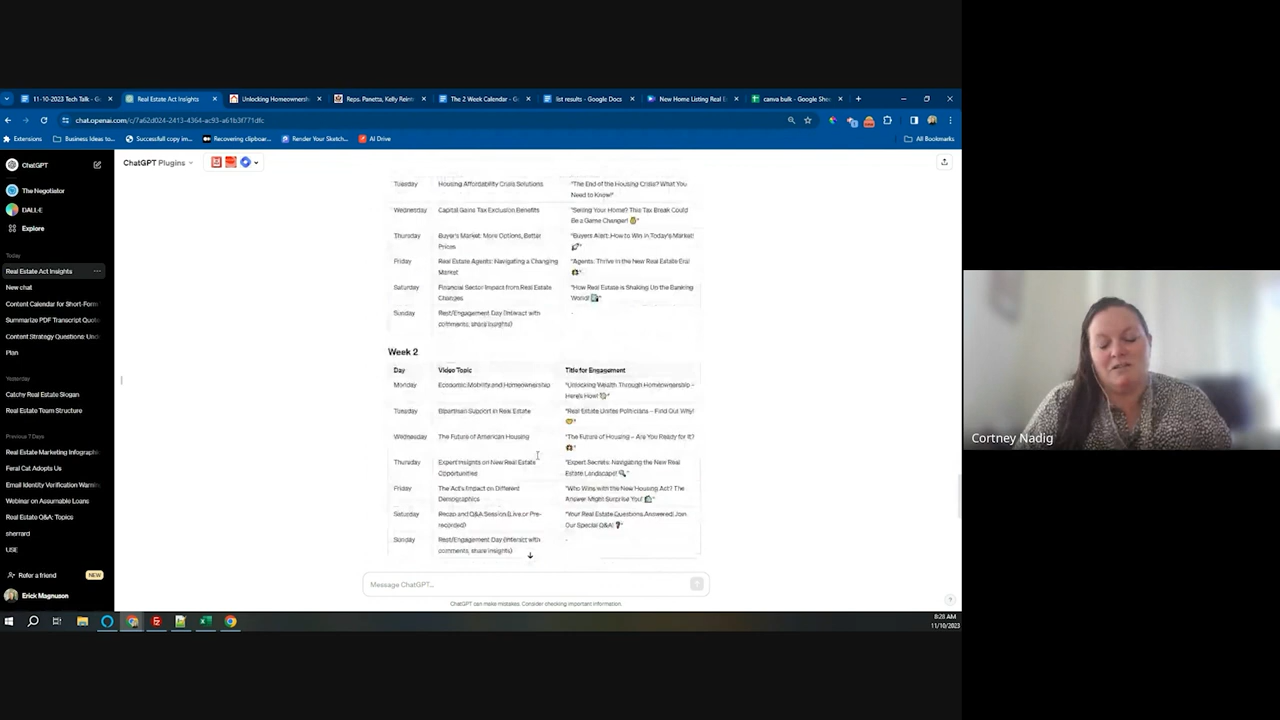 11-10-2023 Tech Talk - G
Real Estate Act Insights
Unlocking Homeownersh
Reps. Panetta, Kelly Rein
The 2 Week Calendar - G
list results - Google Docs
New Home Listing Real E
canva bulk - Google She
chat.openai.com/c/7a62d024-2413-4364-ac93-a61b3f771dfc
Extensions
Business Ideas to...
Successfull copy im...
Recovering clipboar...
Render Your Sketch...
AI Drive
All Bookmarks
ChatGPT
The Negotiator
DALL·E
Explore
Today
Real Estate Act Insights
New chat
Content Calendar for Short-Form
Summarize PDF Transcript Quota
Content Strategy Questions: Unc
Plan
Yesterday
Catchy Real Estate Slogan
Real Estate Team Structure
Previous 7 Days
Real Estate Marketing Infographi
Feral Cat Adopts Us
Email Identity Verification Warnin
Webinar on Assumable Loans
Real Estate Q&A: Topics
sherrard
USE
Refer a friend NEW
Erick Magnuson
ChatGPT Plugins
Tuesday Housing Affordability Crisis Solutions "The End of the Housing Crisis? What You
Need to Know!"
Wednesday Capital Gains Tax Exclusion Benefits "Selling Your Home? This Tax Break Could
Be a Game Changer! 💰"
Thursday Buyer's Market: More Options, Better "Buyers Alert: How to Win in Today's Market!
Prices 🚀"
Friday Real Estate Agents: Navigating a Changing "Agents: Thrive in the New Real Estate Era!
Market
Saturday Financial Sector Impact from Real Estate "How Real Estate is Shaking Up the Banking
Changes World!
Sunday Rest/Engagement Day (Interact with -
comments, share insights)
Week 2
Day Video Topic Title for Engagement
Monday Economic Mobility and Homeownership "Unlocking Wealth Through Homeownership –
Here's How!
Tuesday Bipartisan Support in Real Estate "Real Estate Unites Politicians – Find Out Why!
Wednesday The Future of American Housing "The Future of Housing – Are You Ready for It?
Thursday Expert Insights on New Real Estate "Expert Secrets: Navigating the New Real
Opportunities Estate Landscape! 🔍"
Friday The Act's Impact on Different "Who Wins with the New Housing Act? The
Demographics Answer Might Surprise You!
Saturday Recap and Q&A Session (Live or Pre- "Your Real Estate Questions Answered! Join
recorded) Our Special Q&A! ❓"
Sunday Rest/Engagement Day (Interact with -
comments, share insights)
Message ChatGPT...
ChatGPT can make mistakes. Consider checking important information.
8:28 AM
11/10/2023
Cortney Nadig